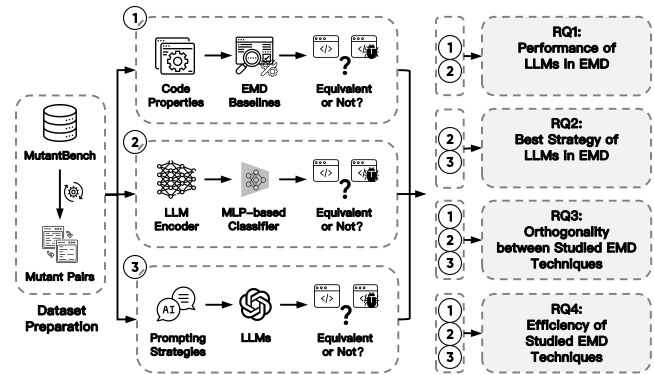 MutantBench
Mutant Pairs
Dataset
Preparation
1
</>
</>
?
Code
Properties
EMD
Baselines
Equivalent
or Not?
2
</>
</>
?
LLM
Encoder
MLP-based
Classifier
Equivalent
or Not?
3
AI
</>
</>
?
Prompting
Strategies
LLMs
Equivalent
or Not?
1
2
RQ1:
Performance of
LLMs in EMD
2
3
RQ2:
Best Strategy of
LLMs in EMD
1
2
3
RQ3:
Orthogonality
between Studied EMD
Techniques
1
2
3
RQ4:
Efficiency of
Studied EMD
Techniques